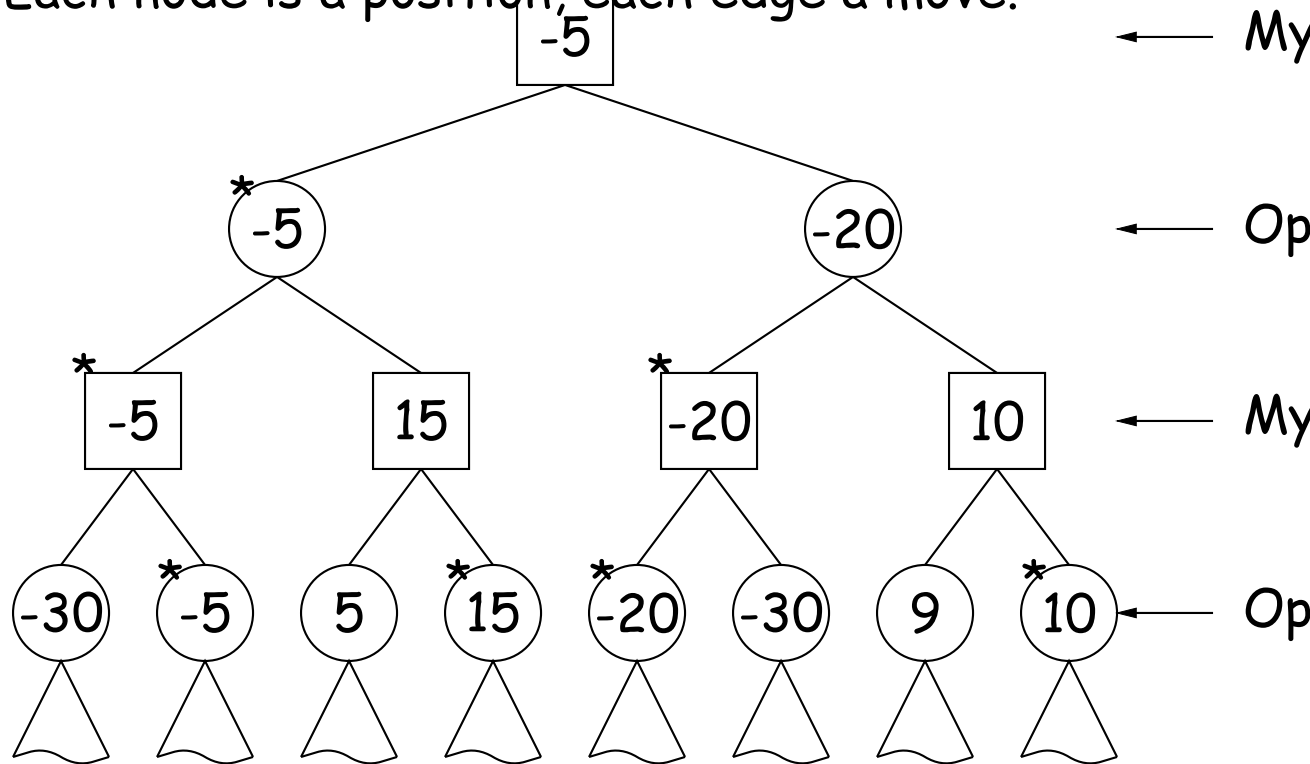 Each node is a position, each edge a move.
-5 My
* -5 -20 Op
* -5 15 * -20 10 My
-30 * -5 5 * 15 * -20 -30 9 * 10 Op